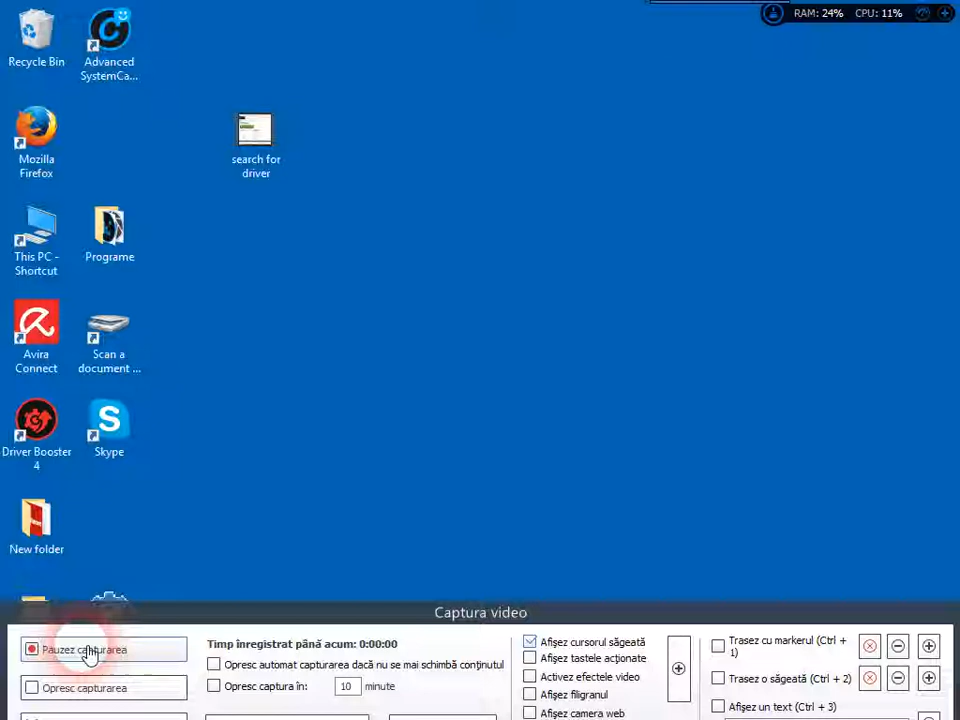 RAM: 24% CPU: 11%
Recycle Bin
Advanced
SystemCa...
Mozilla
Firefox
search for
driver
This PC -
Shortcut
Programe
Avira
Connect
Scan a
document ...
Driver Booster
4
Skype
New folder
Captura video
Pauzez capturarea
Opresc capturarea
Timp înregistrat până acum: 0:00:00
Opresc automat capturarea dacă nu se mai schimbă conținutul
Opresc captura în: 10 minute
Afișez cursorul săgeată
Afișez tastele acționate
Activez efectele video
Afișez filigranul
Afișez camera web
Trasez cu markerul (Ctrl +
1)
Trasez o săgeată (Ctrl + 2)
Afișez un text (Ctrl + 3)